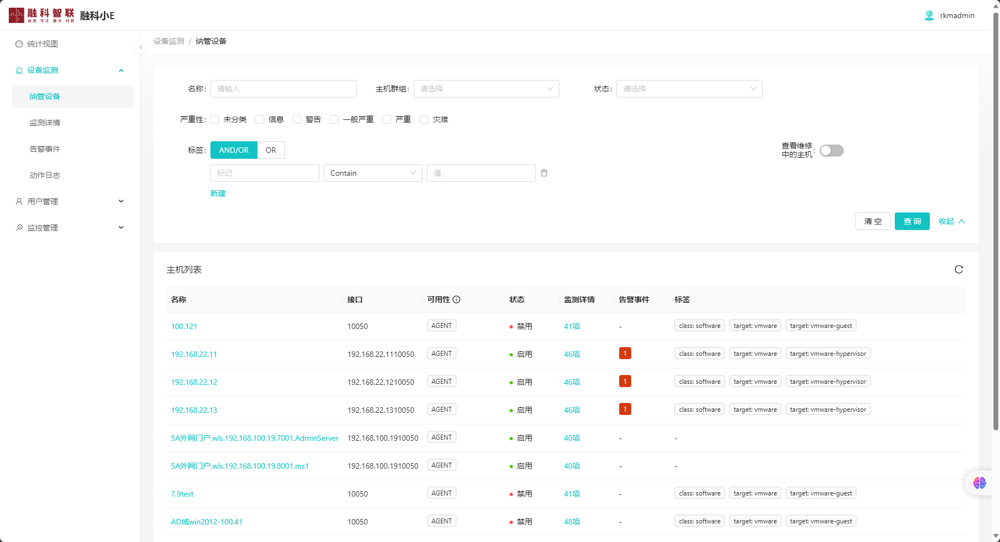 融科智联 融科小E
诚信 专注 融合 创新
rkmadmin
统计视图
设备监测
纳管设备
监测详情
告警事件
动作日志
用户管理
监控管理
设备监测 / 纳管设备
名称: 请输入 主机群组: 请选择 状态: 请选择
严重性: 未分类 信息 警告 一般严重 严重 灾难
标签: AND/OR OR 查看维修中的主机:
标记 Contain 值
新建
清 空 查 询 收起
主机列表
名称 接口 可用性 状态 监测详情 告警事件 标签
100.121 10050 AGENT 禁用 41项 - class: software target: vmware target: vmware-guest
192.168.22.11 192.168.22.1110050 AGENT 启用 46项 1 class: software target: vmware target: vmware-hypervisor
192.168.22.12 192.168.22.1210050 AGENT 启用 46项 1 class: software target: vmware target: vmware-hypervisor
192.168.22.13 192.168.22.1310050 AGENT 启用 46项 1 class: software target: vmware target: vmware-hypervisor
5A外网门户.wls.192.168.100.19.7001.AdminServer 192.168.100.1910050 AGENT 启用 40项 - -
5A外网门户.wls.192.168.100.19.8001.ms1 192.168.100.1910050 AGENT 启用 40项 - -
7.9test 10050 AGENT 禁用 41项 - class: software target: vmware target: vmware-guest
AD域win2012-100.41 10050 AGENT 禁用 48项 - class: software target: vmware target: vmware-guest